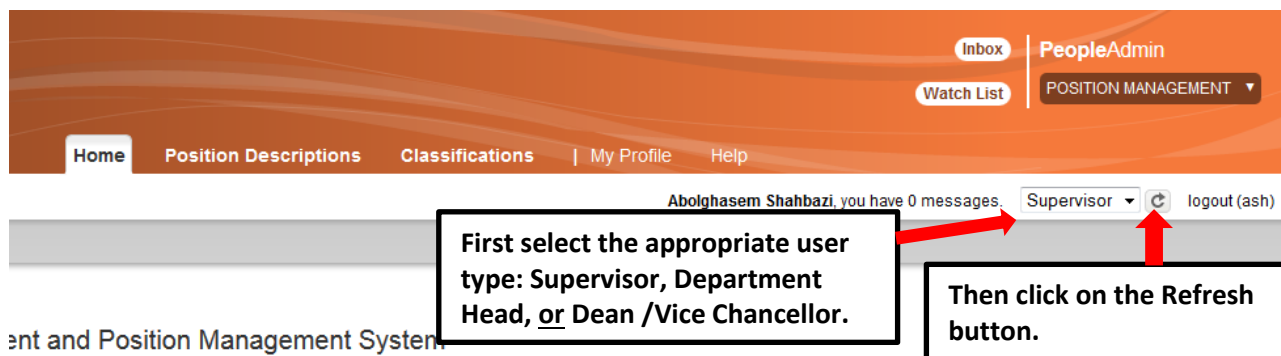 Inbox
PeopleAdmin
Watch List
POSITION MANAGEMENT
Home Position Descriptions Classifications | My Profile Help
Abolghasem Shahbazi, you have 0 messages. Supervisor logout (ash)
First select the appropriate user
type: Supervisor, Department
Head, or Dean /Vice Chancellor.
Then click on the Refresh
button.
ent and Position Management System